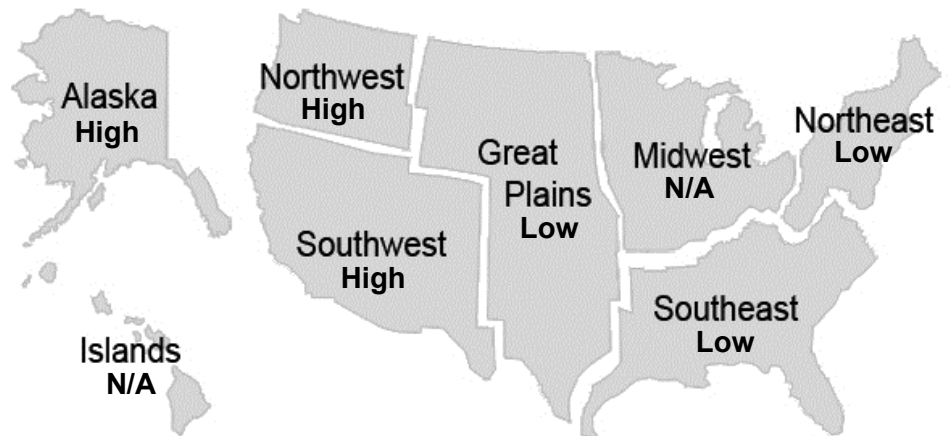 Alaska
High
Northwest
High
Great
Plains
Low
Midwest
N/A
Northeast
Low
Southwest
High
Southeast
Low
Islands
N/A